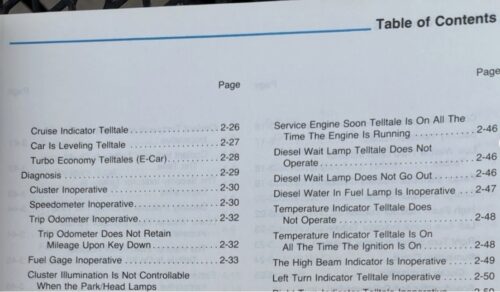 Table of Contents
Page
Cruise Indicator Telltale . . . . . . . . . . . . . . . . . 2-26
Car Is Leveling Telltale . . . . . . . . . . . . . . . . . 2-27
Turbo Economy Telltales (E-Car) . . . . . . . . . . . 2-28
Diagnosis . . . . . . . . . . . . . . . . . . . . . . . . . . . . 2-29
Cluster Inoperative . . . . . . . . . . . . . . . . . . . . . 2-30
Speedometer Inoperative . . . . . . . . . . . . . . . . 2-30
Trip Odometer Inoperative . . . . . . . . . . . . . . . 2-32
Trip Odometer Does Not Retain
Mileage Upon Key Down . . . . . . . . . . . . . . . 2-32
Fuel Gage Inoperative . . . . . . . . . . . . . . . . . . 2-33
Cluster Illumination Is Not Controllable
When the Park/Head Lamps
Page
Service Engine Soon Telltale Is On All The
Time The Engine Is Running . . . . . . . . . . . 2-46
Diesel Wait Lamp Telltale Does Not
Operate . . . . . . . . . . . . . . . . . . . . . . . . . . . 2-46
Diesel Wait Lamp Does Not Go Out . . . . . . . . 2-46
Diesel Water In Fuel Lamp Is Inoperative . . . . 2-47
Temperature Indicator Telltale Does
Not Operate . . . . . . . . . . . . . . . . . . . . . . . 2-48
Temperature Indicator Telltale Is On
All The Time The Ignition Is On . . . . . . . . . 2-48
The High Beam Indicator Is Inoperative . . . . . 2-49
Left Turn Indicator Telltale Inoperative . . . . . . 2-50
Right Turn Indicator Telltale Inoperative . . . . . 2-50